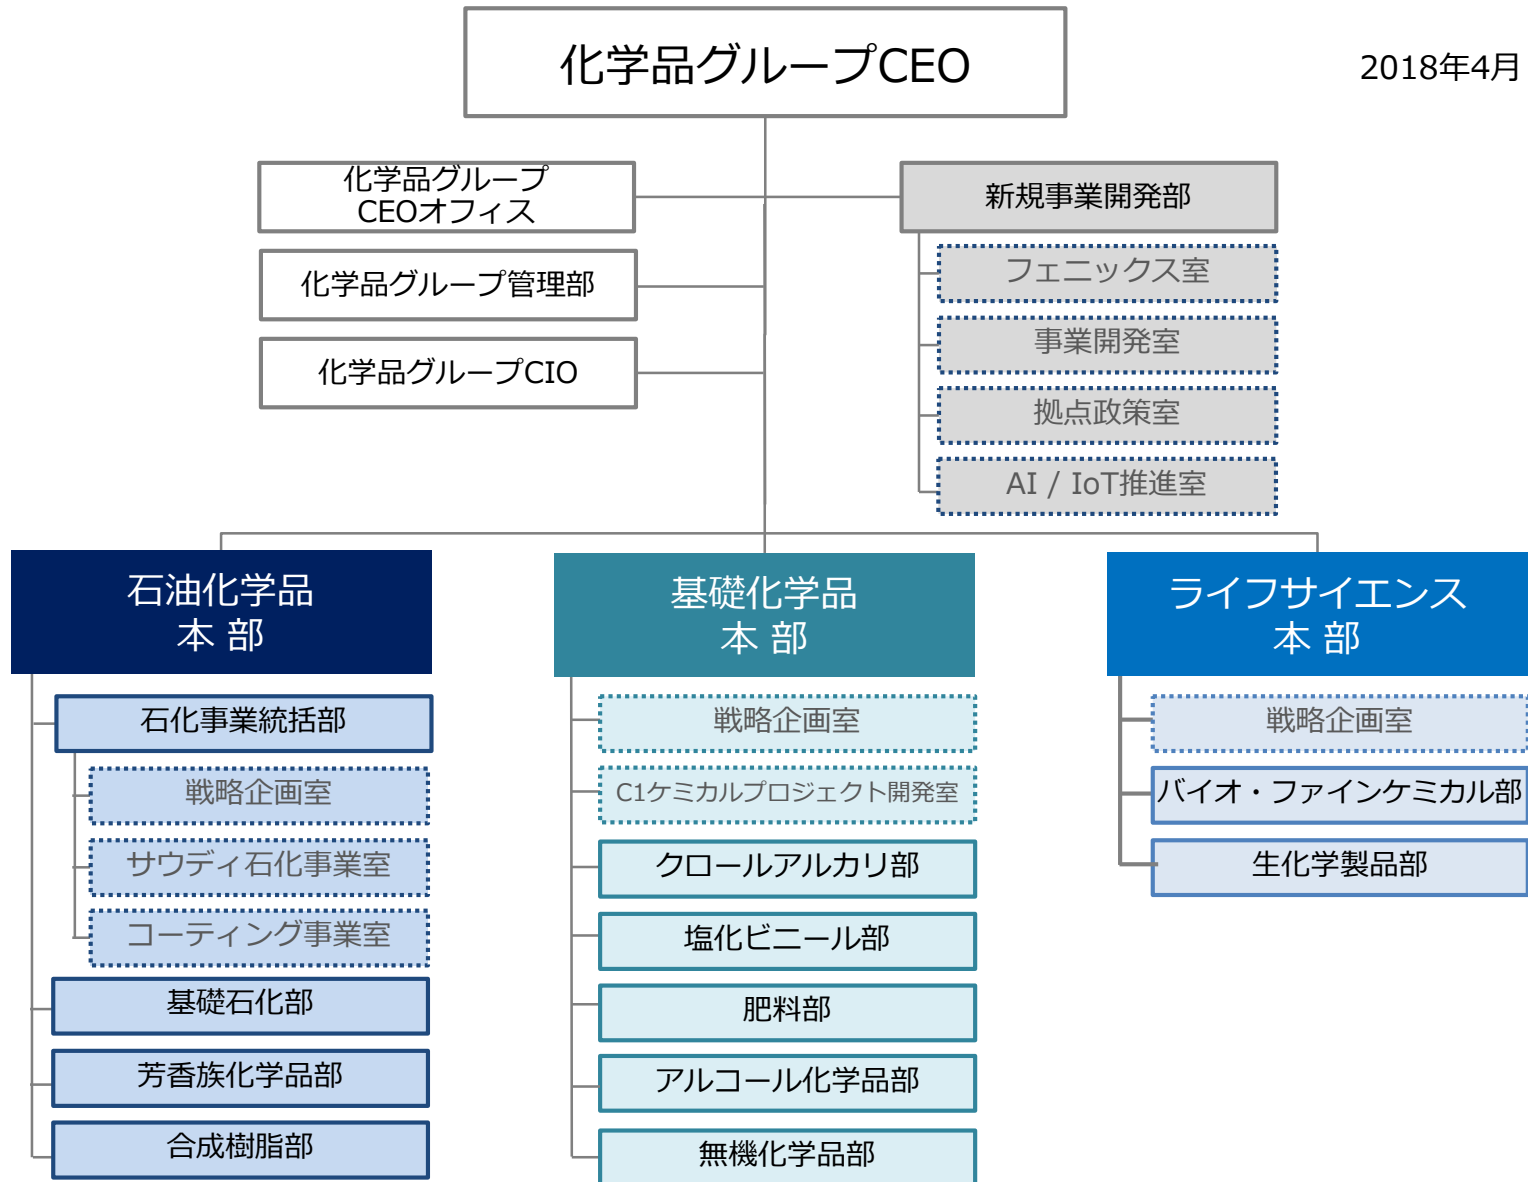 化学品グループCEO
2018年4月
化学品グループ
CEOオフィス
化学品グループ管理部
化学品グループCIO
新規事業開発部
フェニックス室
事業開発室
拠点政策室
AI / IoT推進室
石油化学品
本 部
石化事業統括部
戦略企画室
サウディ石化事業室
コーティング事業室
基礎石化部
芳香族化学品部
合成樹脂部
基礎化学品
本 部
戦略企画室
C1ケミカルプロジェクト開発室
クロールアルカリ部
塩化ビニール部
肥料部
アルコール化学品部
無機化学品部
ライフサイエンス
本 部
戦略企画室
バイオ・ファインケミカル部
生化学製品部